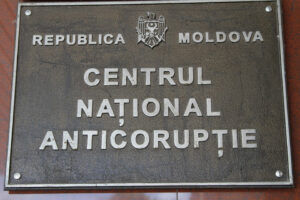 REPUBLICA MOLDOVA
CENTRUL
NAȚIONAL
ANTICORUPȚIE